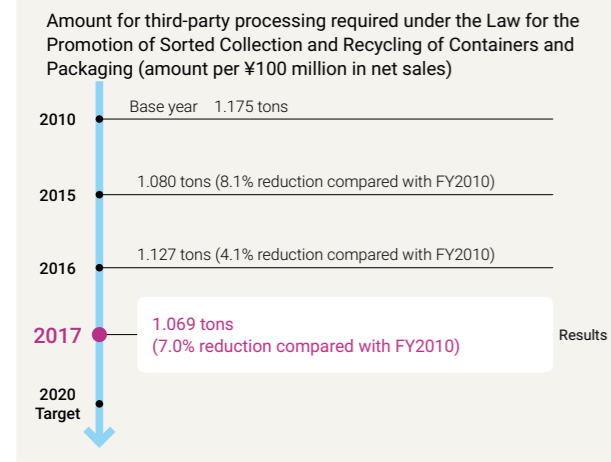 Amount for third-party processing required under the Law for the
Promotion of Sorted Collection and Recycling of Containers and
Packaging (amount per ¥100 million in net sales)
Base year 1.175 tons
2010
1.080 tons (8.1% reduction compared with FY2010)
2015
1.127 tons (4.1% reduction compared with FY2010)
2016
2017
1.069 tons
(7.0% reduction compared with FY2010)
Results
2020
Target